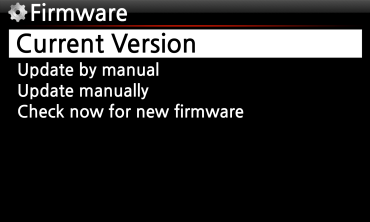 Firmware
Current Version
Update by manual
Update manually
Check now for new firmware